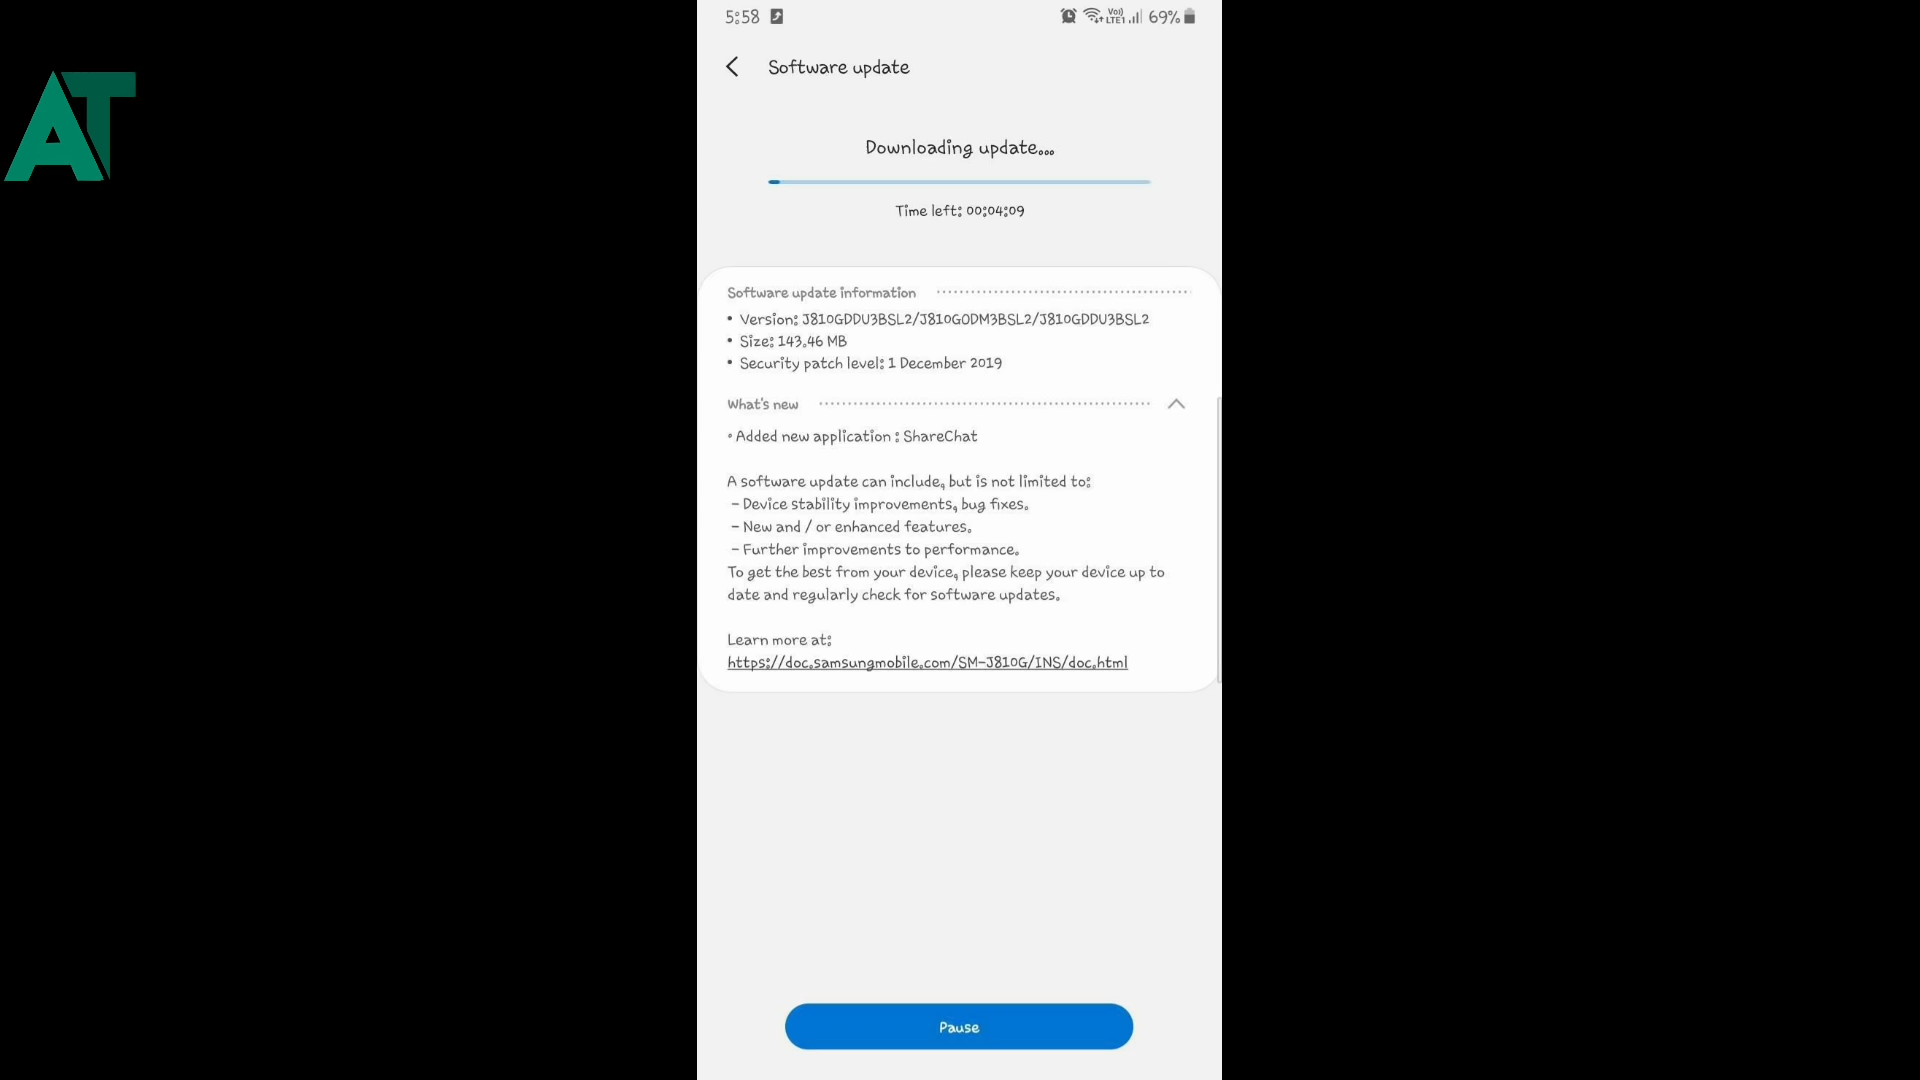 AT
5:58
Vo) LTE1 69%
Software update
Downloading update...
Time left: 00:04:09
Software update information
• Version: J810GDDU3BSL2/J810GODM3BSL2/J810GDDU3BSL2
• Size: 143.46 MB
• Security patch level: 1 December 2019
What's new
• Added new application : ShareChat
A software update can include, but is not limited to:
- Device stability improvements, bug fixes.
- New and / or enhanced features.
- Further improvements to performance.
To get the best from your device, please keep your device up to
date and regularly check for software updates.
Learn more at:
https://doc.samsungmobile.com/SM-J810G/INS/doc.html
Pause